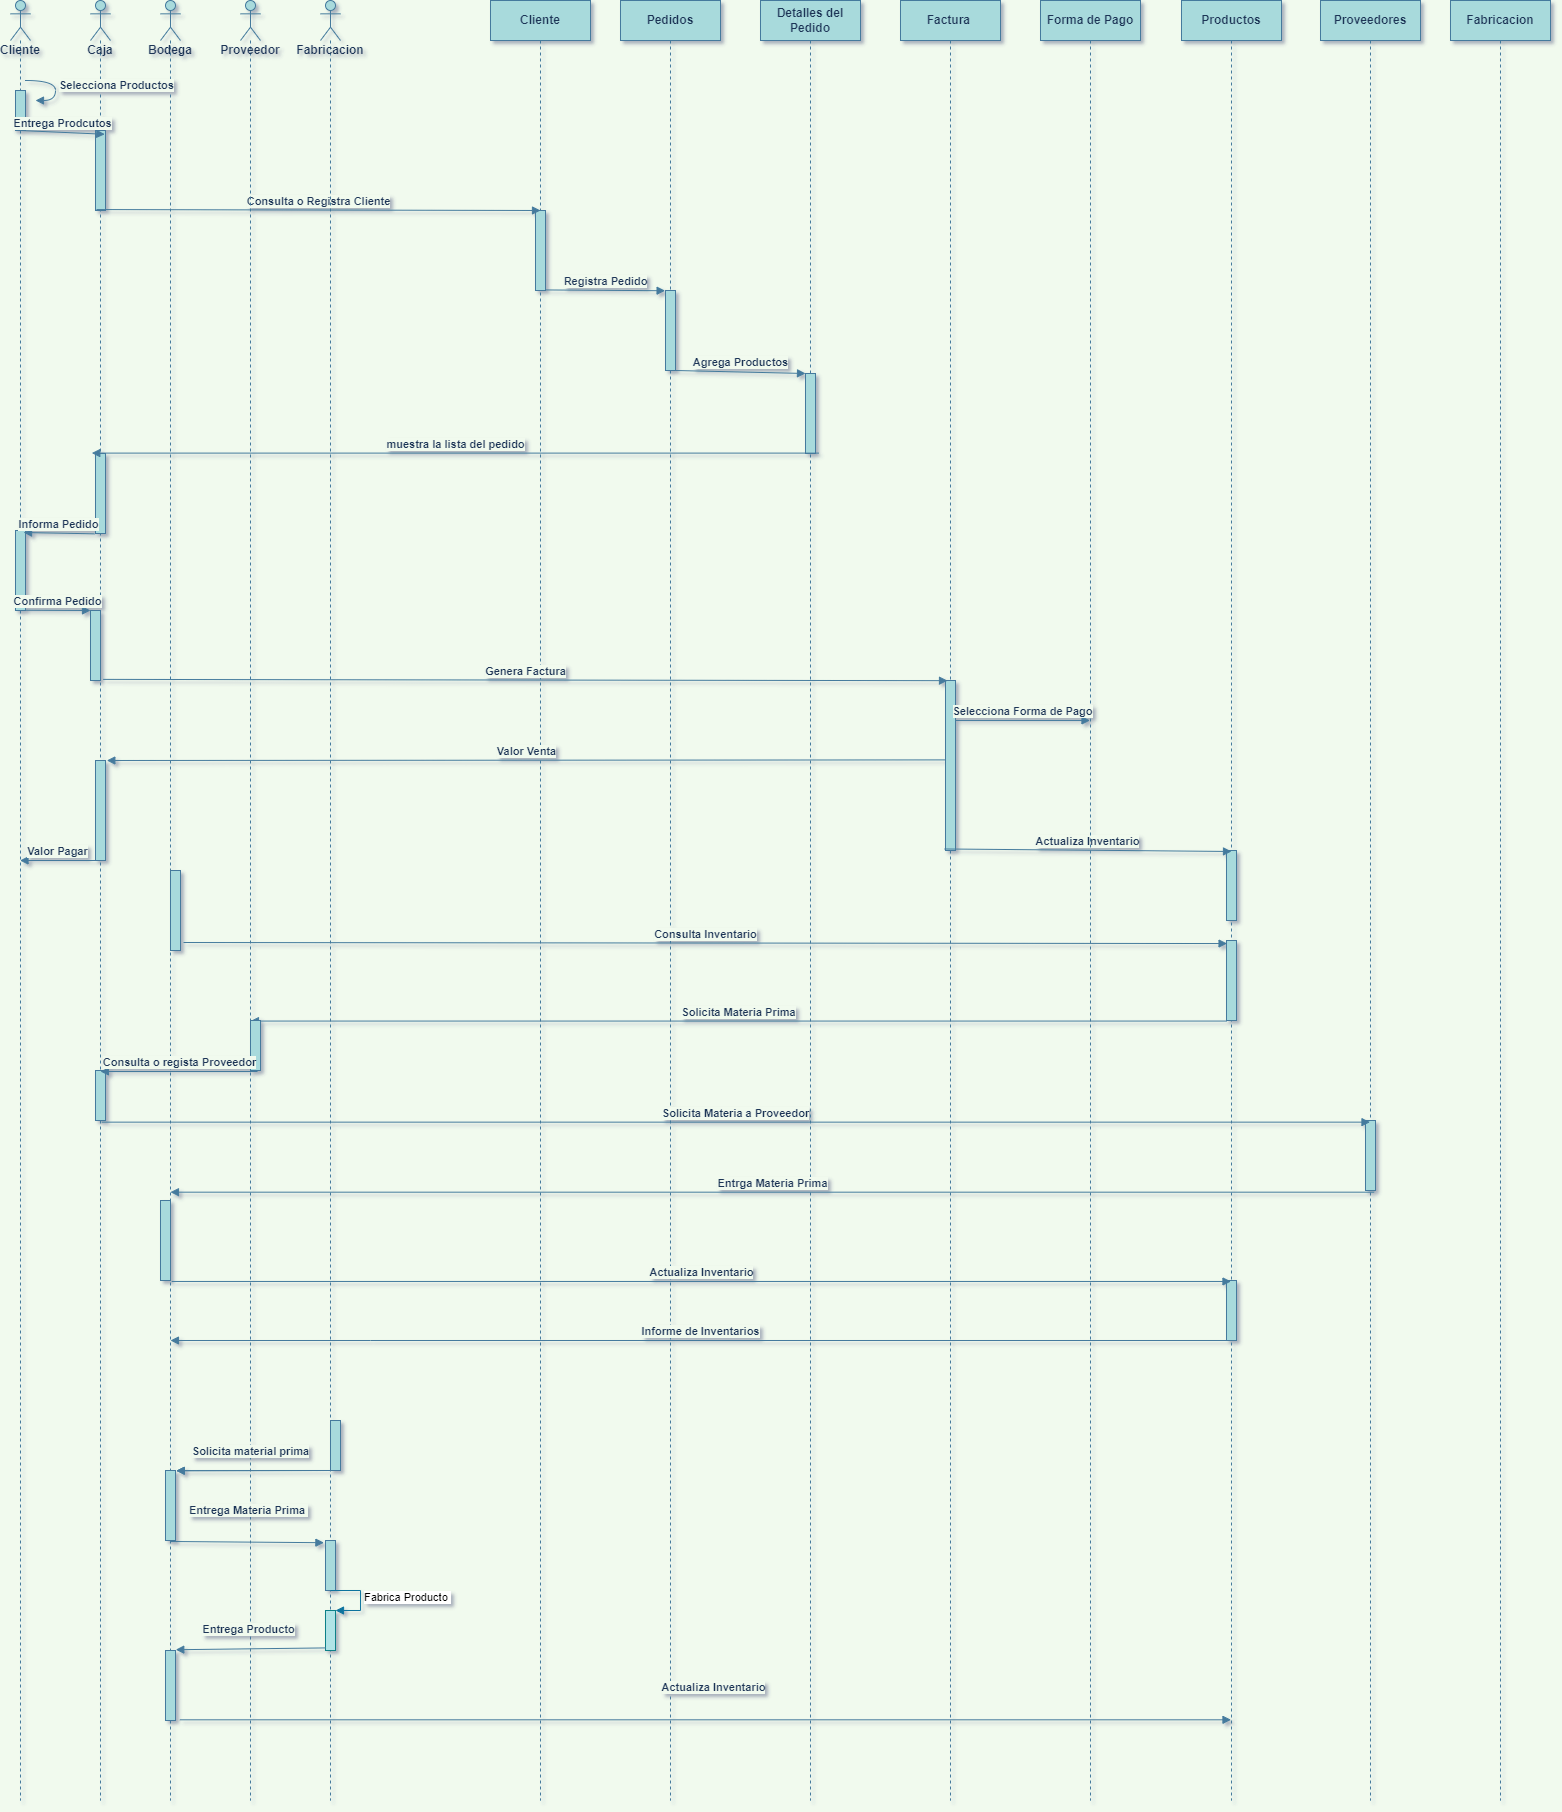 Cliente
Caja
Bodega
Proveedor
Fabricacion
Cliente
Pedidos
Detalles del
Pedido
Factura
Forma de Pago
Productos
Proveedores
Fabricacion
Selecciona Productos
Entrega Prodcutos
Consulta o Registra Cliente
Registra Pedido
Agrega Productos
muestra la lista del pedido
Informa Pedido
Confirma Pedido
Genera Factura
Selecciona Forma de Pago
Valor Venta
Actualiza Inventario
Valor Pagar
Consulta Inventario
Solicita Materia Prima
Consulta o regista Proveedor
Solicita Materia a Proveedor
Entrga Materia Prima
Actualiza Inventario
Informe de Inventarios
Solicita material prima
Entrega Materia Prima
Fabrica Producto
Entrega Producto
Actualiza Inventario